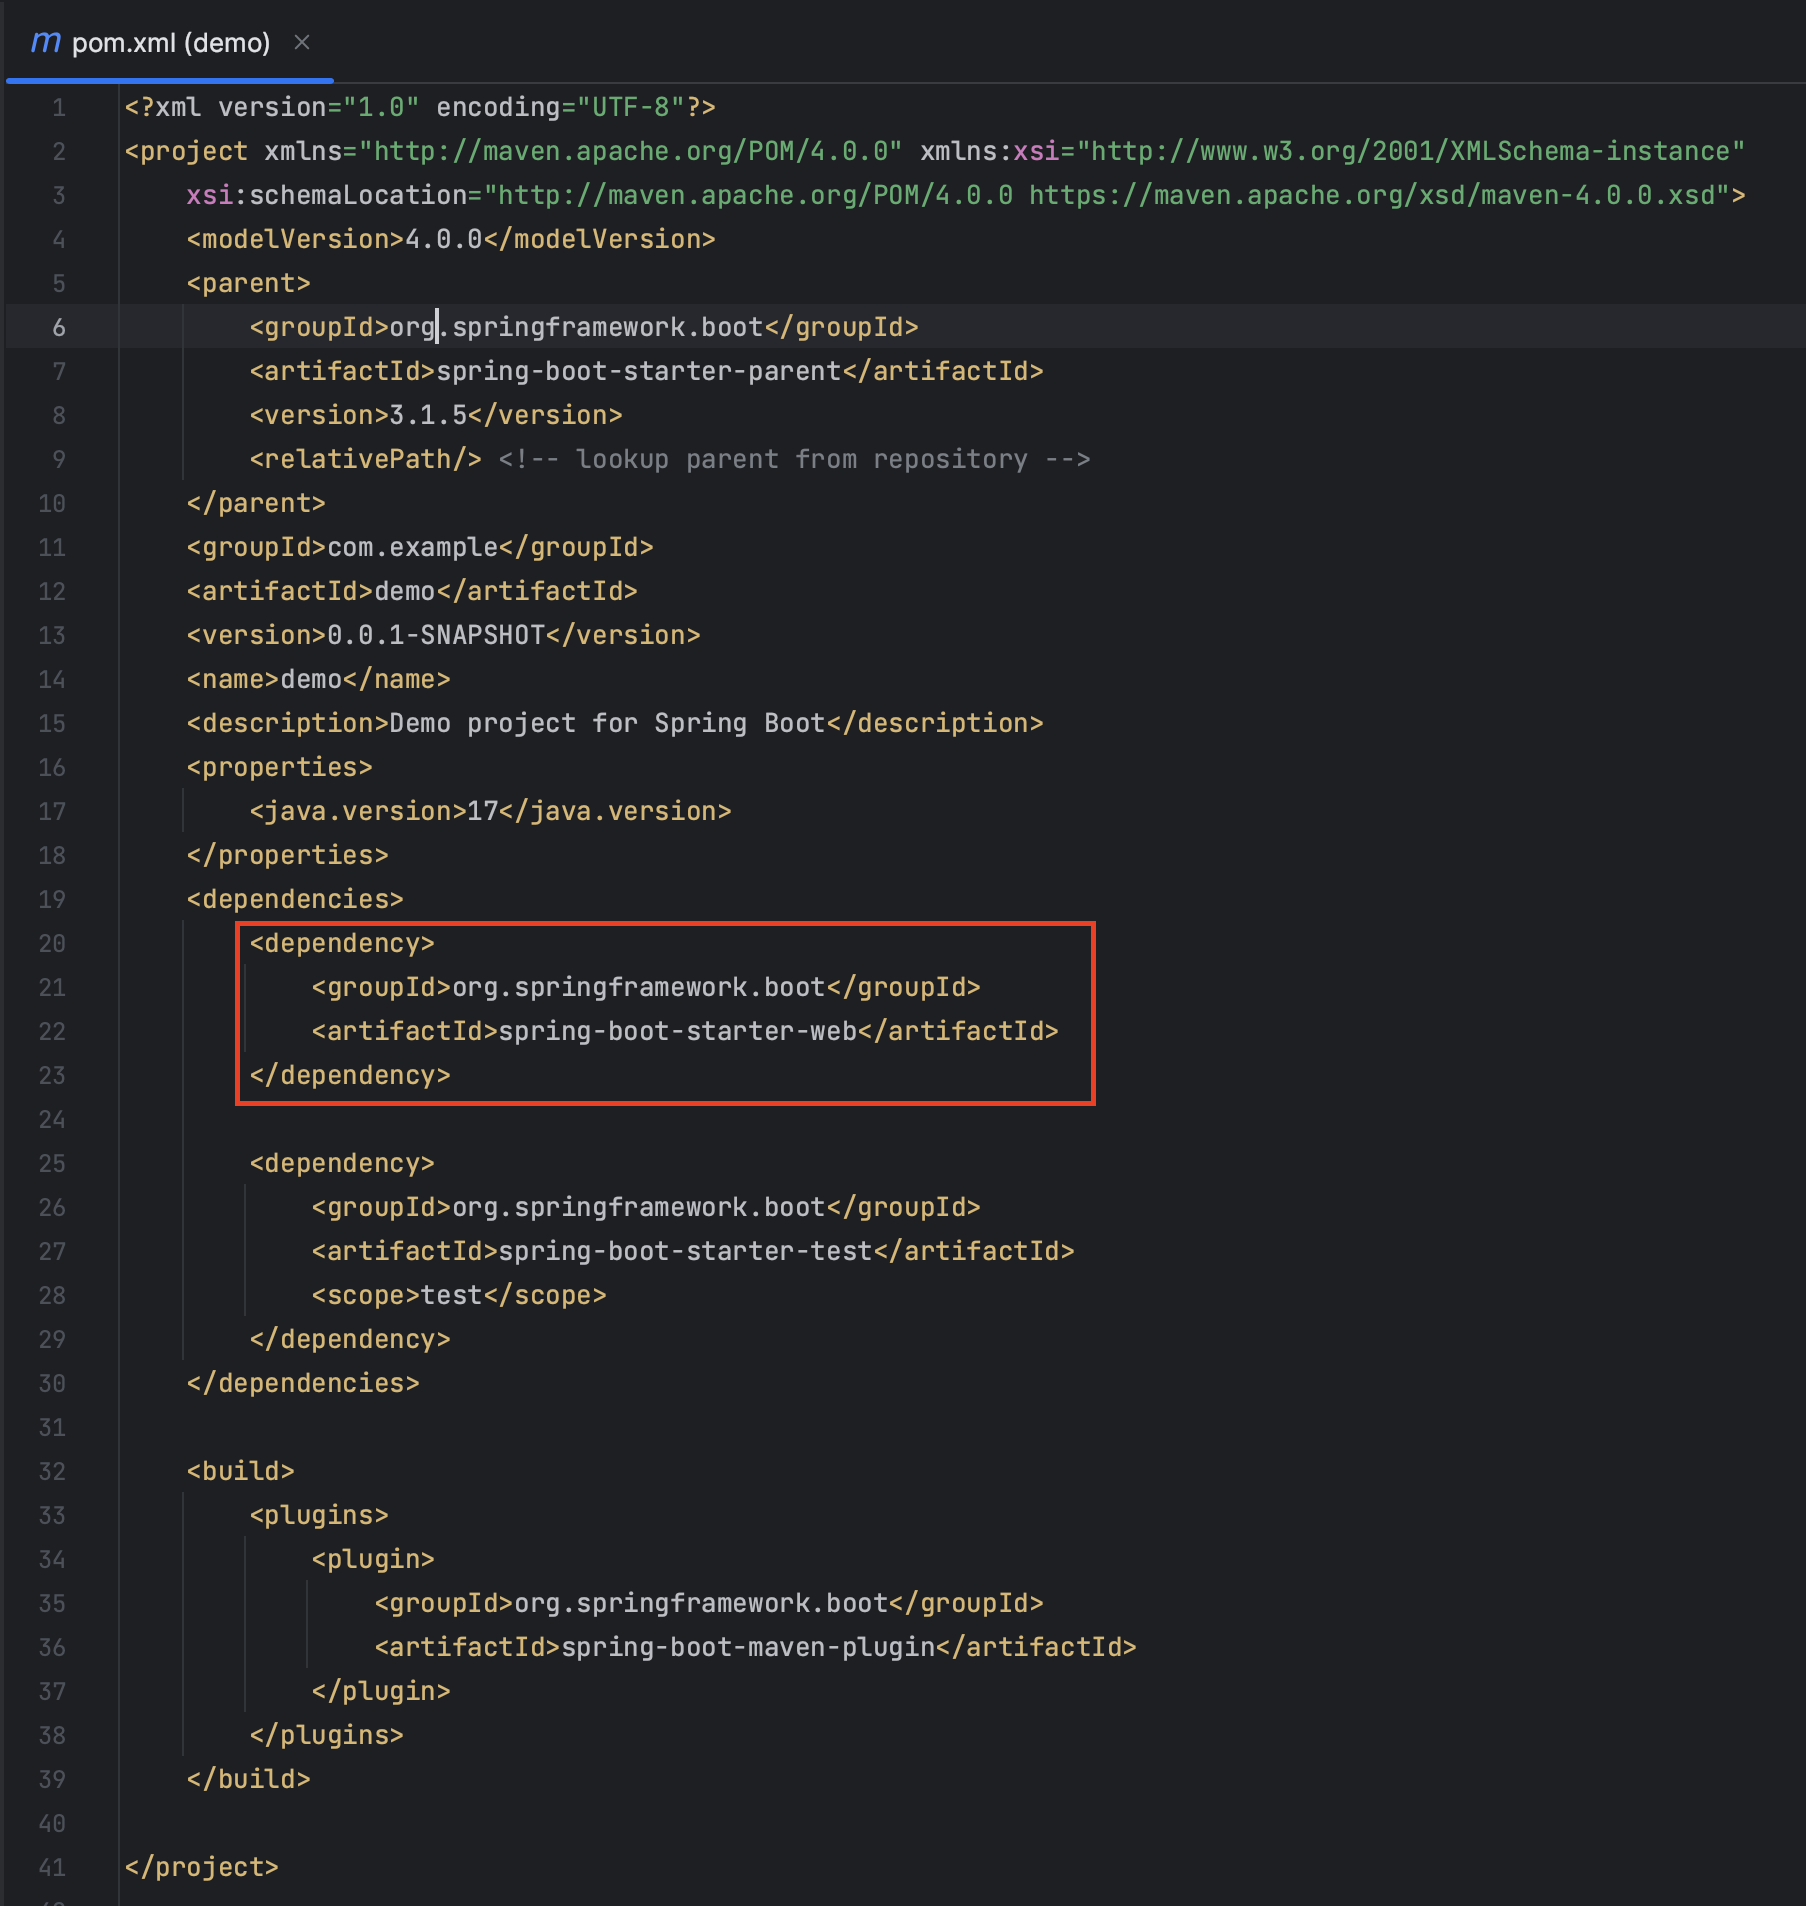 m pom.xml (demo) ×
1 <?xml version="1.0" encoding="UTF-8"?>
2 <project xmlns="http://maven.apache.org/POM/4.0.0" xmlns:xsi="http://www.w3.org/2001/XMLSchema-instance"
3     xsi:schemaLocation="http://maven.apache.org/POM/4.0.0 https://maven.apache.org/xsd/maven-4.0.0.xsd">
4     <modelVersion>4.0.0</modelVersion>
5     <parent>
6         <groupId>org.springframework.boot</groupId>
7         <artifactId>spring-boot-starter-parent</artifactId>
8         <version>3.1.5</version>
9         <relativePath/> <!-- lookup parent from repository -->
10     </parent>
11     <groupId>com.example</groupId>
12     <artifactId>demo</artifactId>
13     <version>0.0.1-SNAPSHOT</version>
14     <name>demo</name>
15     <description>Demo project for Spring Boot</description>
16     <properties>
17         <java.version>17</java.version>
18     </properties>
19     <dependencies>
20         <dependency>
21             <groupId>org.springframework.boot</groupId>
22             <artifactId>spring-boot-starter-web</artifactId>
23         </dependency>
24
25         <dependency>
26             <groupId>org.springframework.boot</groupId>
27             <artifactId>spring-boot-starter-test</artifactId>
28             <scope>test</scope>
29         </dependency>
30     </dependencies>
31
32     <build>
33         <plugins>
34             <plugin>
35                 <groupId>org.springframework.boot</groupId>
36                 <artifactId>spring-boot-maven-plugin</artifactId>
37             </plugin>
38         </plugins>
39     </build>
40
41 </project>